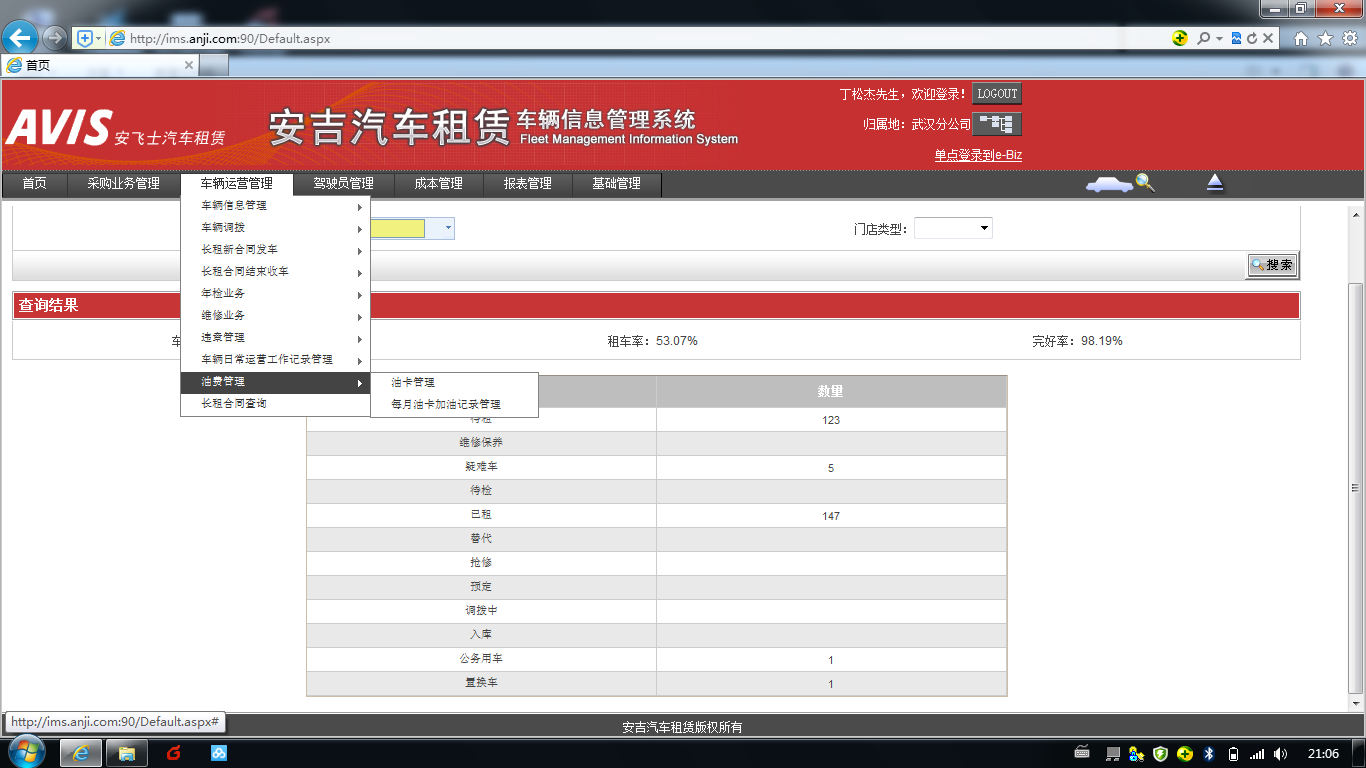 http://ims.anji.com:90/Default.aspx
首页
AVIS 安飞士汽车租赁
安吉汽车租赁 车辆信息管理系统
Fleet Management Information System
丁松杰先生，欢迎登录！ LOGOUT
归属地：武汉分公司
单点登录到e-Biz
首页 采购业务管理 车辆运营管理 驾驶员管理 成本管理 报表管理 基础管理
车辆信息管理
车辆调拨
门店类型：
长租新合同发车
长租合同结束收车
搜索
年检业务
查询结果
维修业务
违章管理
车
租车率：53.07%
完好率：98.19%
车辆日常运营工作记录管理
油费管理
油卡管理
长租合同查询
每月油卡加油记录管理
数量
待租 123
维修保养
疑难车 5
待检
已租 147
替代
抢修
预定
调拨中
入库
公务用车 1
置换车 1
http://ims.anji.com:90/Default.aspx#
安吉汽车租赁版权所有
21:06